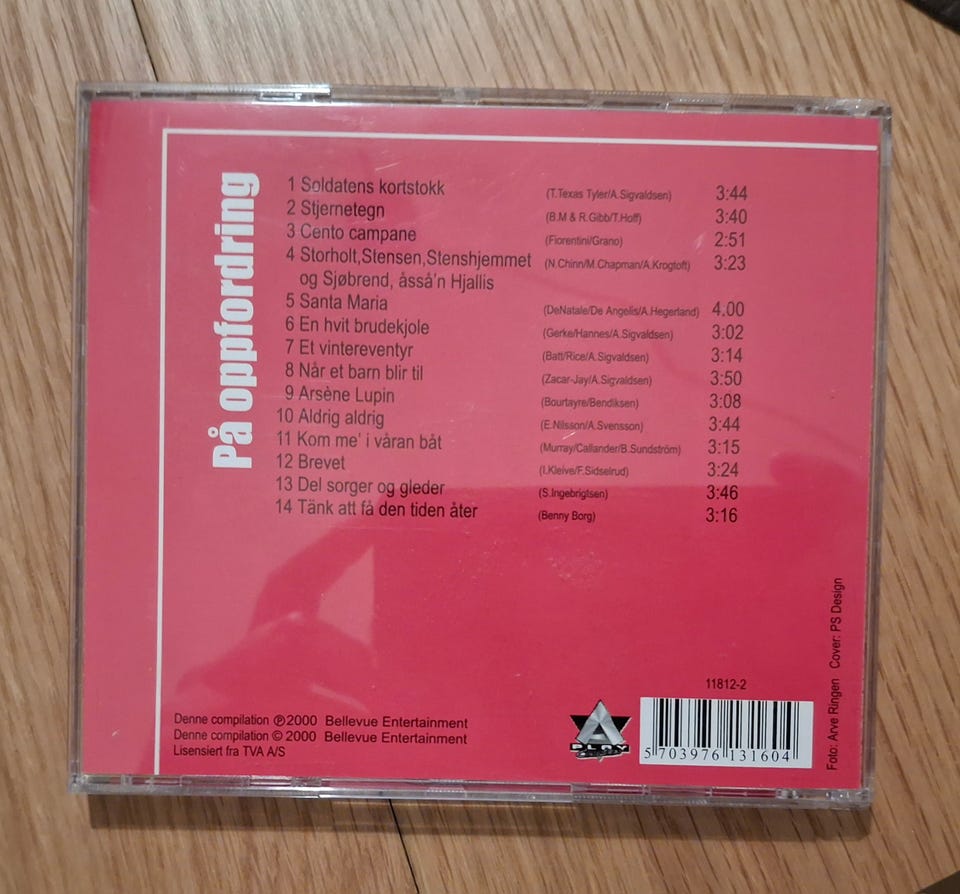 På oppfordring
1 Soldatens kortstokk (T.Texas Tyler/A.Sigvaldsen) 3:44
2 Stjernetegn (B.M & R.Gibb/T.Hoff) 3:40
3 Cento campane (Fiorentini/Grano) 2:51
4 Storholt,Stensen,Stenshjemmet (N.Chinn/M.Chapman/A.Krogtoft) 3:23
og Sjøbrend, åsså'n Hjallis
5 Santa Maria (DeNatale/De Angelis/A.Hegerland) 4.00
6 En hvit brudekjole (Gerke/Hannes/A.Sigvaldsen) 3:02
7 Et vintereventyr (Batt/Rice/A.Sigvaldsen) 3:14
8 Når et barn blir til (Zacar-Jay/A.Sigvaldsen) 3:50
9 Arsène Lupin (Bourtayre/Bendiksen) 3:08
10 Aldrig aldrig (E.Nilsson/A.Svensson) 3:44
11 Kom me' i våran båt (Murray/Callander/B.Sundström) 3:15
12 Brevet (I.Kleive/F.Sidselrud) 3:24
13 Del sorger og gleder (S.Ingebrigtsen) 3:46
14 Tänk att få den tiden åter (Benny Borg) 3:16
Denne compilation ℗2000 Bellevue Entertainment
Denne compilation © 2000 Bellevue Entertainment
Lisensiert fra TVA A/S
PLAY
11812-2
5 703976 131604
Foto: Arve Ringen Cover: PS Design